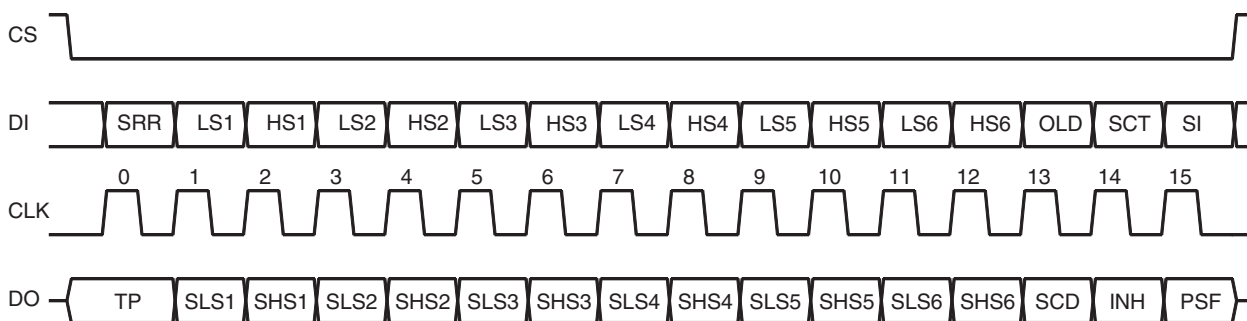 CS
DI SRR LS1 HS1 LS2 HS2 LS3 HS3 LS4 HS4 LS5 HS5 LS6 HS6 OLD SCT SI
0 1 2 3 4 5 6 7 8 9 10 11 12 13 14 15
CLK
DO TP SLS1 SHS1 SLS2 SHS2 SLS3 SHS3 SLS4 SHS4 SLS5 SHS5 SLS6 SHS6 SCD INH PSF